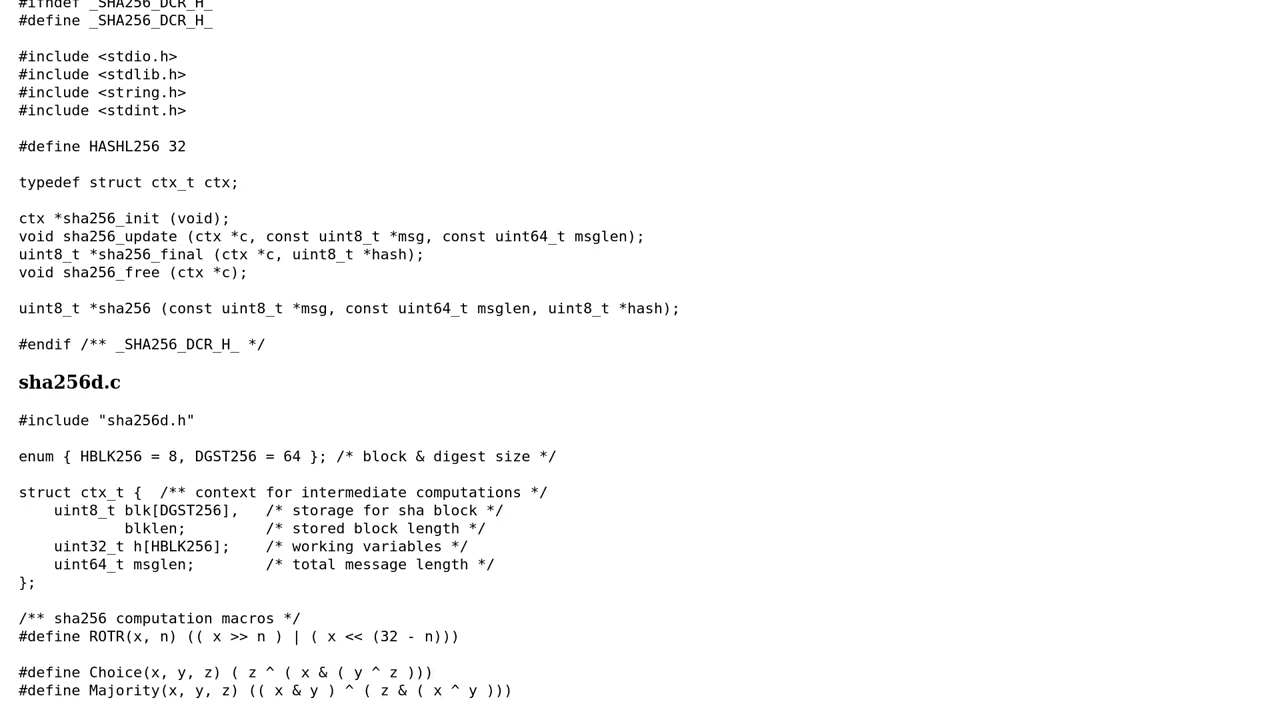 #ifndef _SHA256_DCR_H_
#define _SHA256_DCR_H_
#include <stdio.h>
#include <stdlib.h>
#include <string.h>
#include <stdint.h>
#define HASHL256 32
typedef struct ctx_t ctx;
ctx *sha256_init (void);
void sha256_update (ctx *c, const uint8_t *msg, const uint64_t msglen);
uint8_t *sha256_final (ctx *c, uint8_t *hash);
void sha256_free (ctx *c);
uint8_t *sha256 (const uint8_t *msg, const uint64_t msglen, uint8_t *hash);
#endif /** _SHA256_DCR_H_ */
sha256d.c
#include "sha256d.h"
enum { HBLK256 = 8, DGST256 = 64 }; /* block & digest size */
struct ctx_t {  /** context for intermediate computations */
    uint8_t blk[DGST256],   /* storage for sha block */
            blklen;         /* stored block length */
    uint32_t h[HBLK256];    /* working variables */
    uint64_t msglen;        /* total message length */
};
/** sha256 computation macros */
#define ROTR(x, n) (( x >> n ) | ( x << (32 - n)))
#define Choice(x, y, z) ( z ^ ( x & ( y ^ z )))
#define Majority(x, y, z) (( x & y ) ^ ( z & ( x ^ y )))